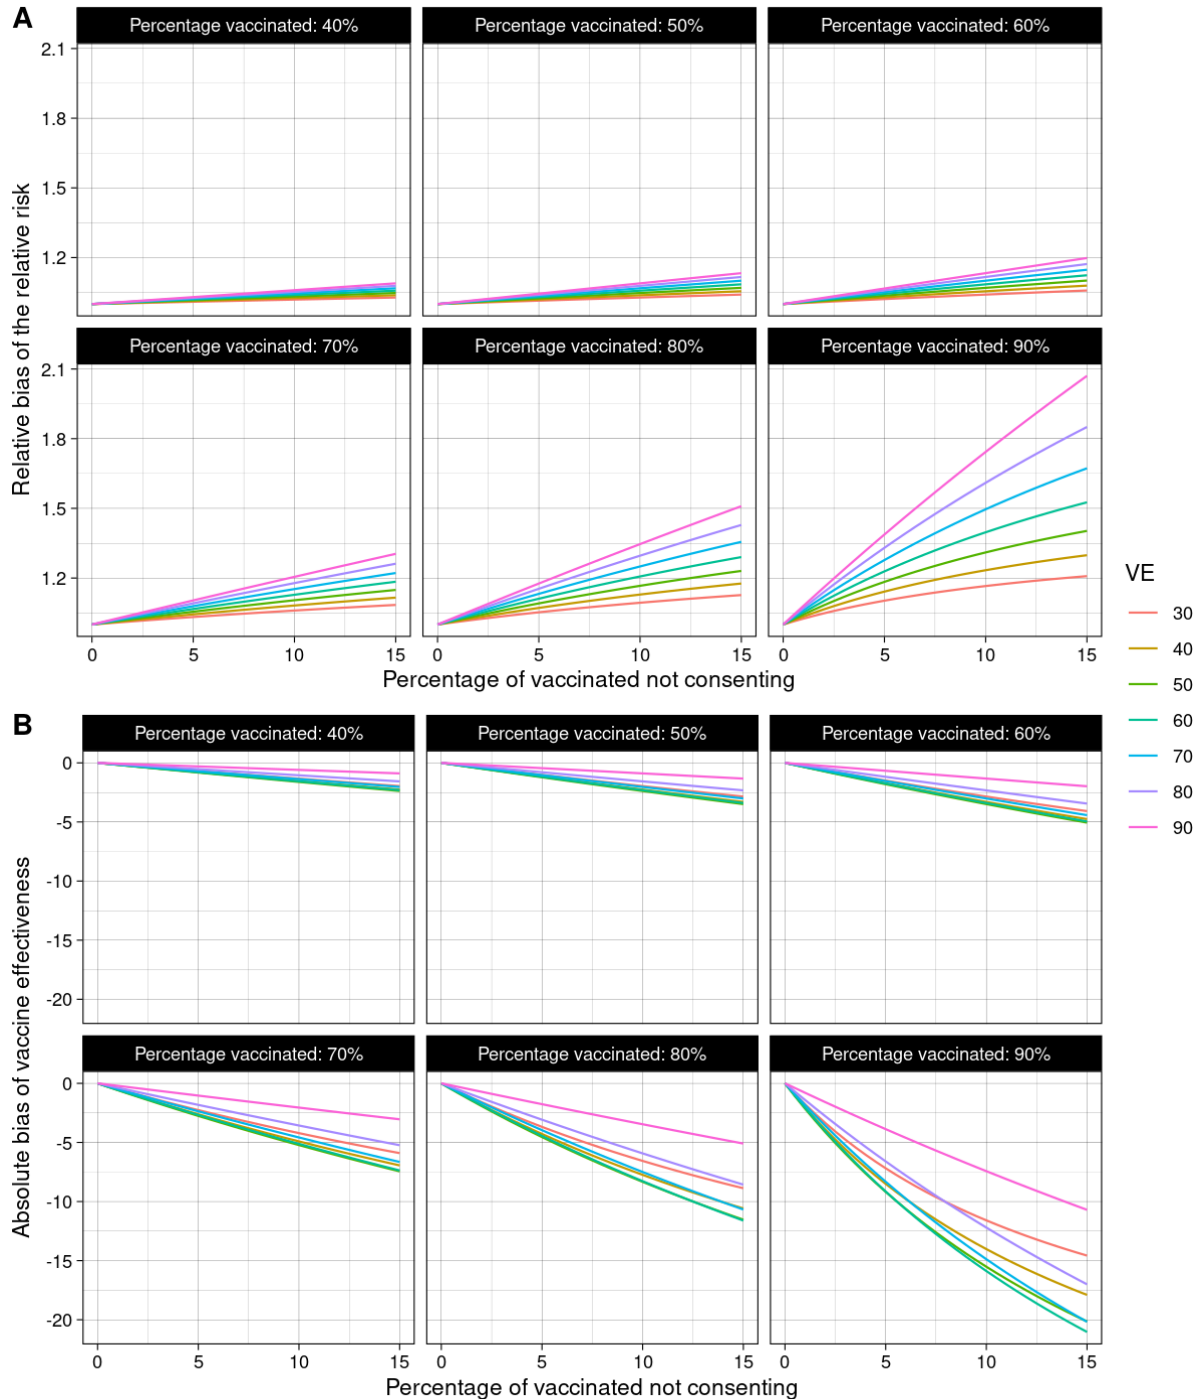 A
Percentage vaccinated: 40% Percentage vaccinated: 50% Percentage vaccinated: 60%
2.1
1.8
1.5
1.2
Relative bias of the relative risk
Percentage vaccinated: 70% Percentage vaccinated: 80% Percentage vaccinated: 90%
2.1
1.8
1.5
1.2
0 5 10 15 0 5 10 15 0 5 10 15
Percentage of vaccinated not consenting
VE
30
40
50
60
70
80
90
B
Percentage vaccinated: 40% Percentage vaccinated: 50% Percentage vaccinated: 60%
0
-5
-10
-15
-20
Absolute bias of vaccine effectiveness
Percentage vaccinated: 70% Percentage vaccinated: 80% Percentage vaccinated: 90%
0
-5
-10
-15
-20
0 5 10 15 0 5 10 15 0 5 10 15
Percentage of vaccinated not consenting